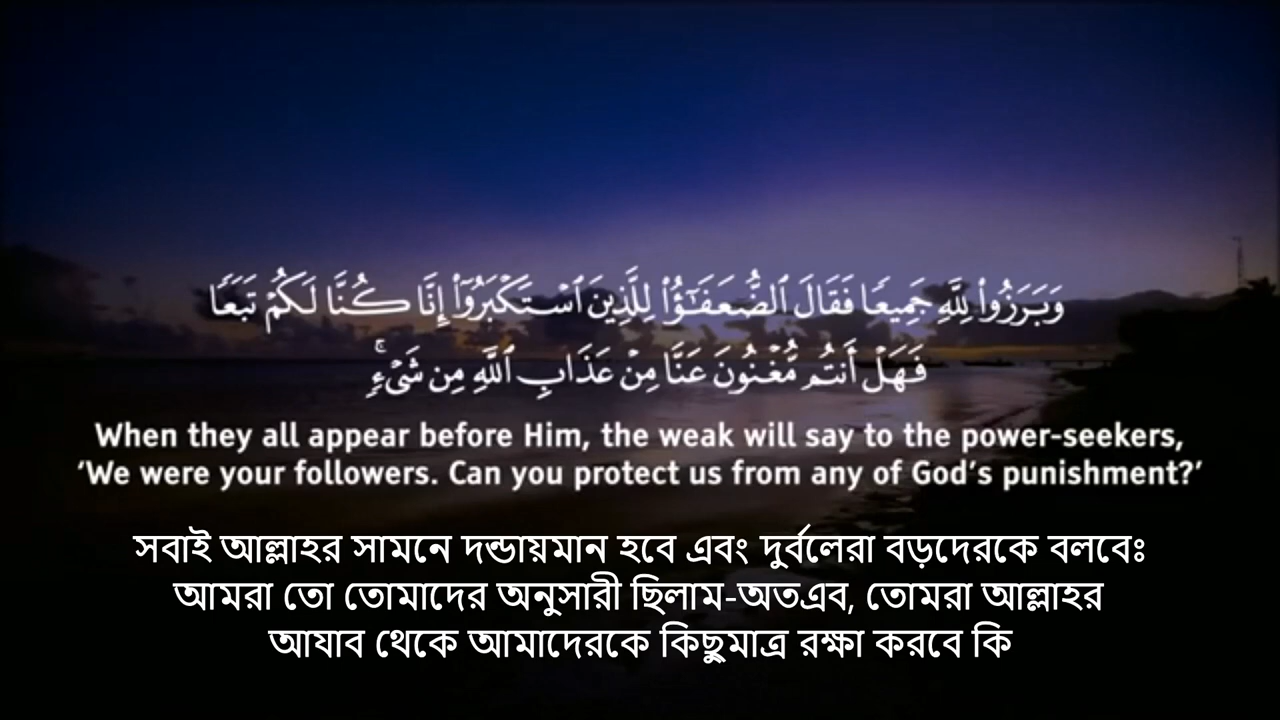 وَبَرَزُوا۟ لِلَّهِ جَمِيعًا فَقَالَ ٱلضُّعَفَـٰٓؤُا۟ لِلَّذِينَ ٱسْتَكْبَرُوٓا۟ إِنَّا كُنَّا لَكُمْ تَبَعًا
فَهَلْ أَنتُم مُّغْنُونَ عَنَّا مِنْ عَذَابِ ٱللَّهِ مِن شَىْءٍۚ
When they all appear before Him, the weak will say to the power-seekers,
‘We were your followers. Can you protect us from any of God’s punishment?’
সবাই আল্লাহর সামনে দন্ডায়মান হবে এবং দুর্বলেরা বড়দেরকে বলবেঃ
আমরা তো তোমাদের অনুসারী ছিলাম-অতএব, তোমরা আল্লাহর
আযাব থেকে আমাদেরকে কিছুমাত্র রক্ষা করবে কি